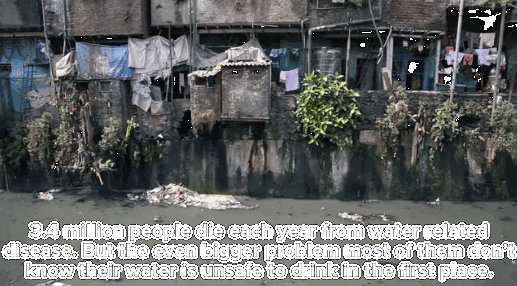 3.4 million people die each year from water related
disease. But the even bigger problem most of them don't
know their water is unsafe to drink in the first place.